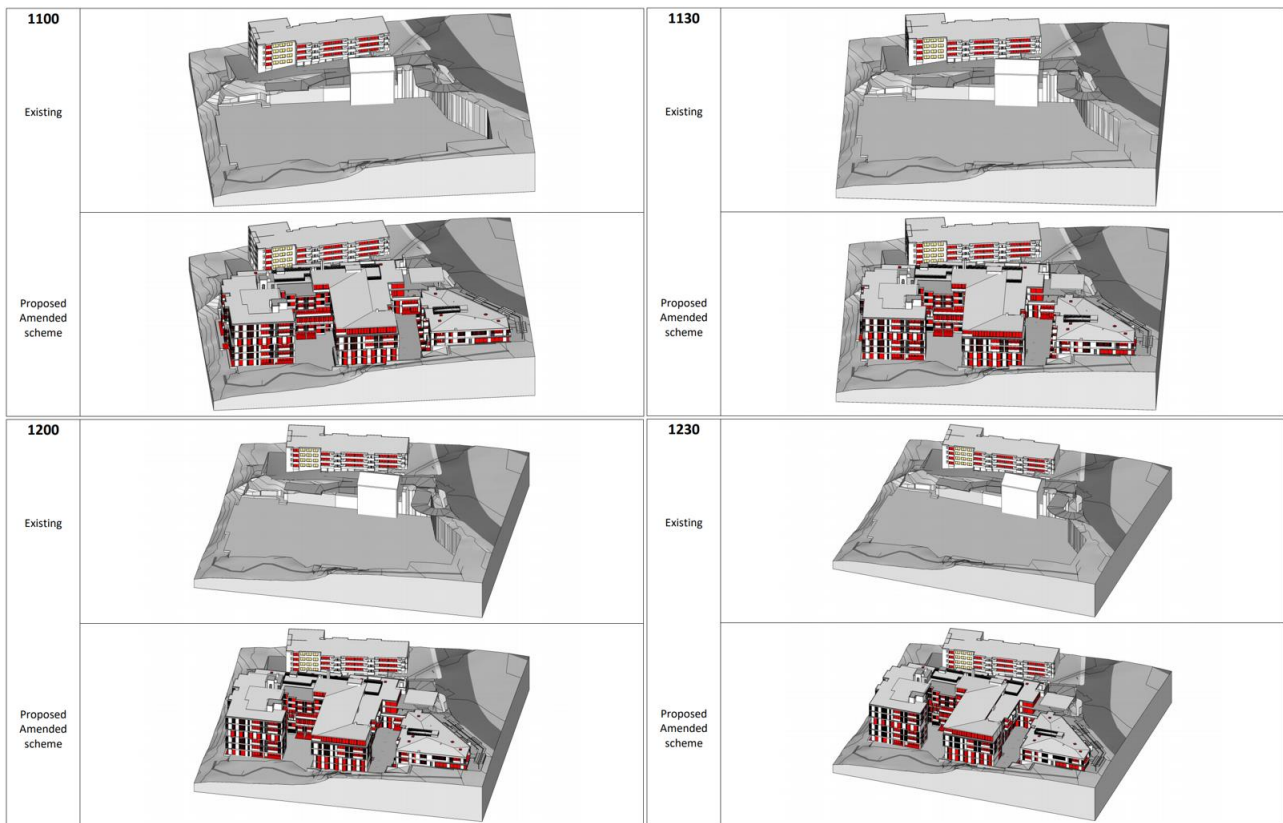 1100
Existing
Proposed
Amended
scheme
1130
Existing
Proposed
Amended
scheme
1200
Existing
Proposed
Amended
scheme
1230
Existing
Proposed
Amended
scheme